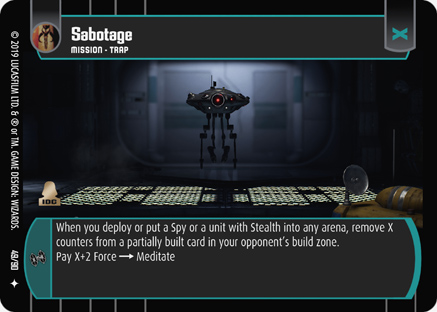 Sabotage
MISSION - TRAP
X
When you deploy or put a Spy or a unit with Stealth into any arena, remove X
counters from a partially built card in your opponent's build zone.
Pay X+2 Force → Meditate
© 2019 LUCASFILM LTD. & ® or TM. GAME DESIGN: WIZARDS.
48/90
IDC